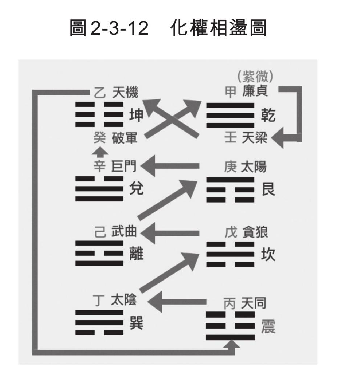 圖2-3-12　化權相盪圖
(紫微)
乙 天機　甲 廉貞
坤　乾
癸 破軍　壬 天梁
辛 巨門　庚 太陽
兌　艮
己 武曲　戊 貪狼
離　坎
丁 太陰　丙 天同
巽　震